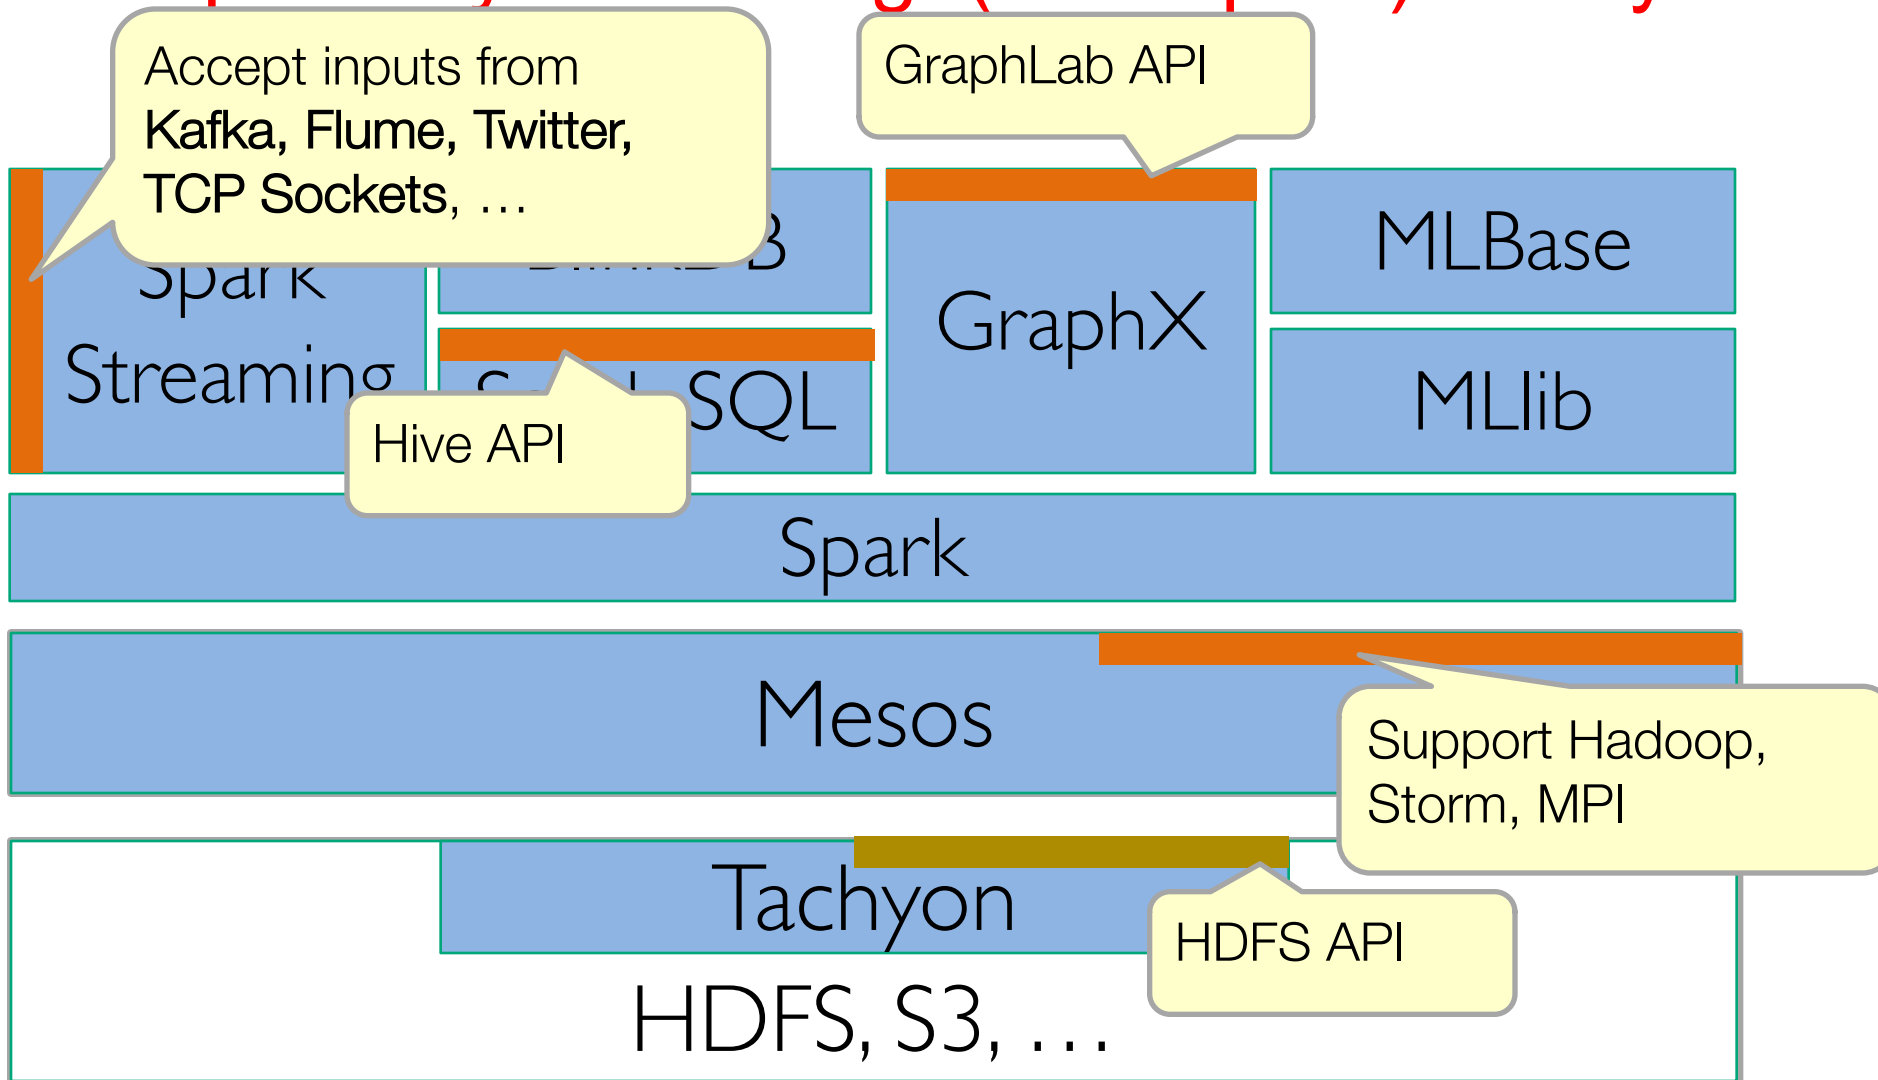 Accept inputs from
Kafka, Flume, Twitter,
TCP Sockets, …
GraphLab API
Spark
Streaming
GraphX
MLBase
SQL
MLlib
Hive API
Spark
Mesos
Support Hadoop,
Storm, MPI
Tachyon
HDFS API
HDFS, S3, …